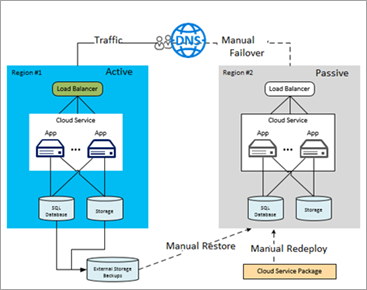 Traffic
DNS
Manual
Failover
Region #1
Active
Load Balancer
Cloud Service
App
App
...
SQL
Database
Storage
Region #2
Passive
Load Balancer
Cloud Service
App
App
...
SQL
Database
Storage
Manual Restore
Manual Redeploy
External Storage
Backups
Cloud Service Package